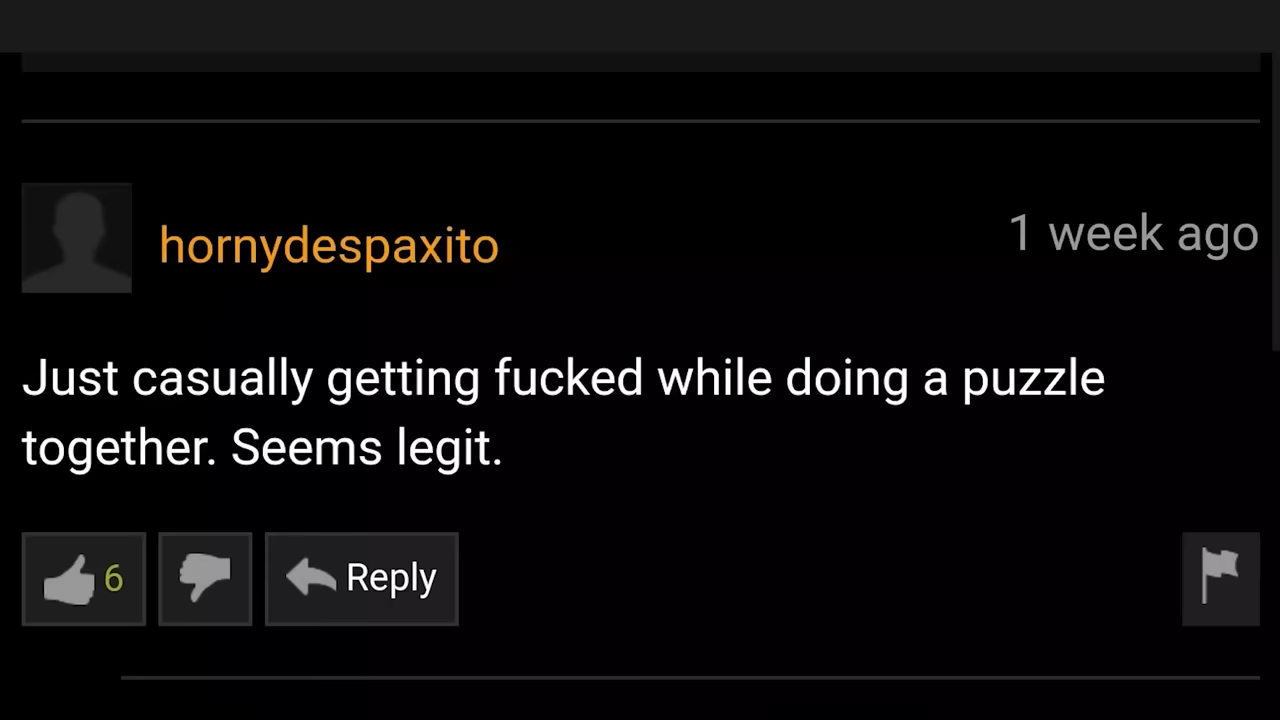 hornydespaxito
1 week ago
Just casually getting fucked while doing a puzzle
together. Seems legit.
6
Reply